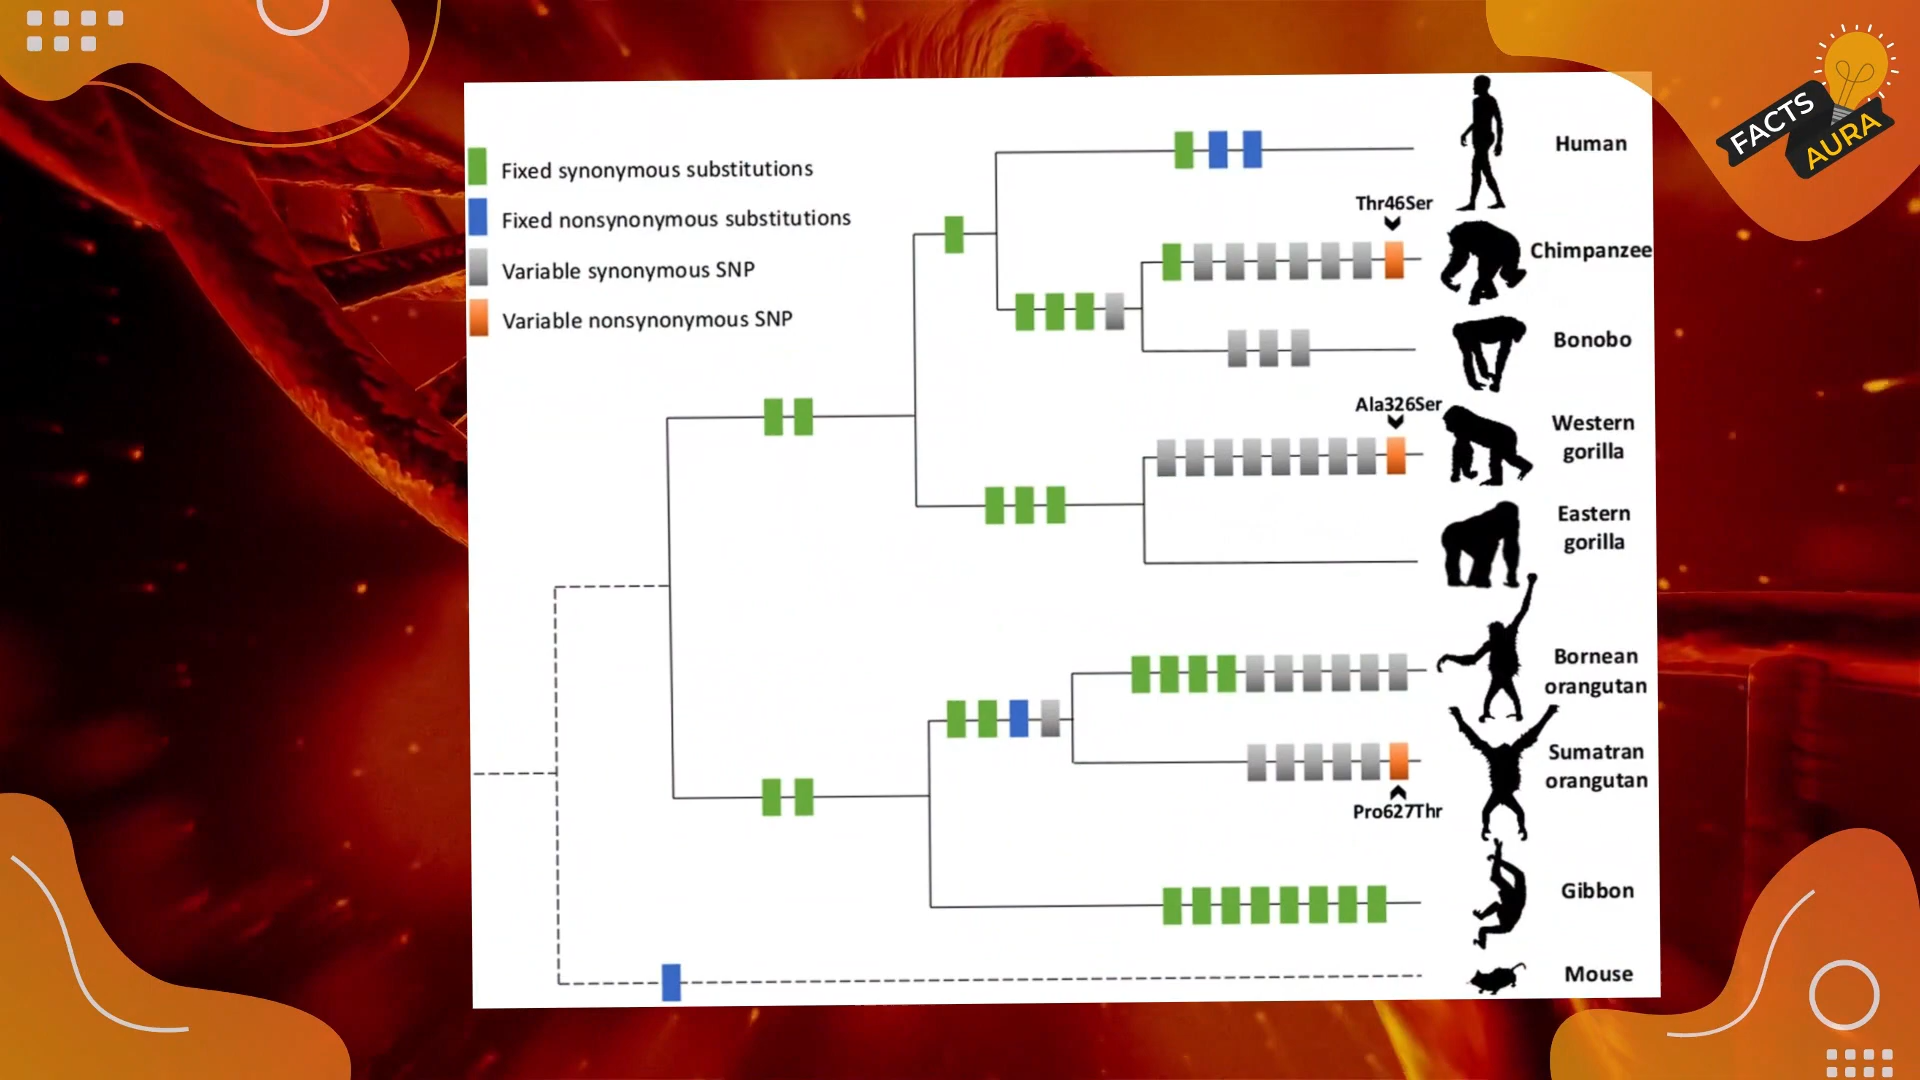 FACTS
AURA
Fixed synonymous substitutions
Fixed nonsynonymous substitutions
Variable synonymous SNP
Variable nonsynonymous SNP
Human
Thr46Ser
Chimpanzee
Bonobo
Ala326Ser
Western
gorilla
Eastern
gorilla
Bornean
orangutan
Sumatran
orangutan
Pro627Thr
Gibbon
Mouse